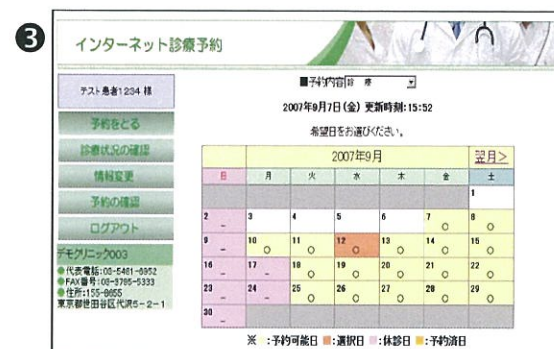 ❸
インターネット診療予約
テスト患者1234 様
予約をとる
診療状況の確認
情報変更
予約の確認
ログアウト
デモクリニック003
●代表電話:03-5481-6952
●FAX番号:03-3795-5333
●住所:155-8655
東京都世田谷区代沢5-2-1
■予約内容 診 療
2007年9月7日(金) 更新時刻:15:52
希望日をお選びください。
2007年9月 翌月>
日 月 火 水 木 金 土
1
2 3 4 5 6 7 8
- ○ ○
9 10 11 12 13 14 15
- ○ ○ ○ ○ ○ ○
16 17 18 19 20 21 22
- - ○ ○ ○ ○ ○
23 24 25 26 27 28 29
- - ○ ○ ○ ○ ○
30
-
※ :予約可能日 ■:選択日 :休診日 ■:予約済日